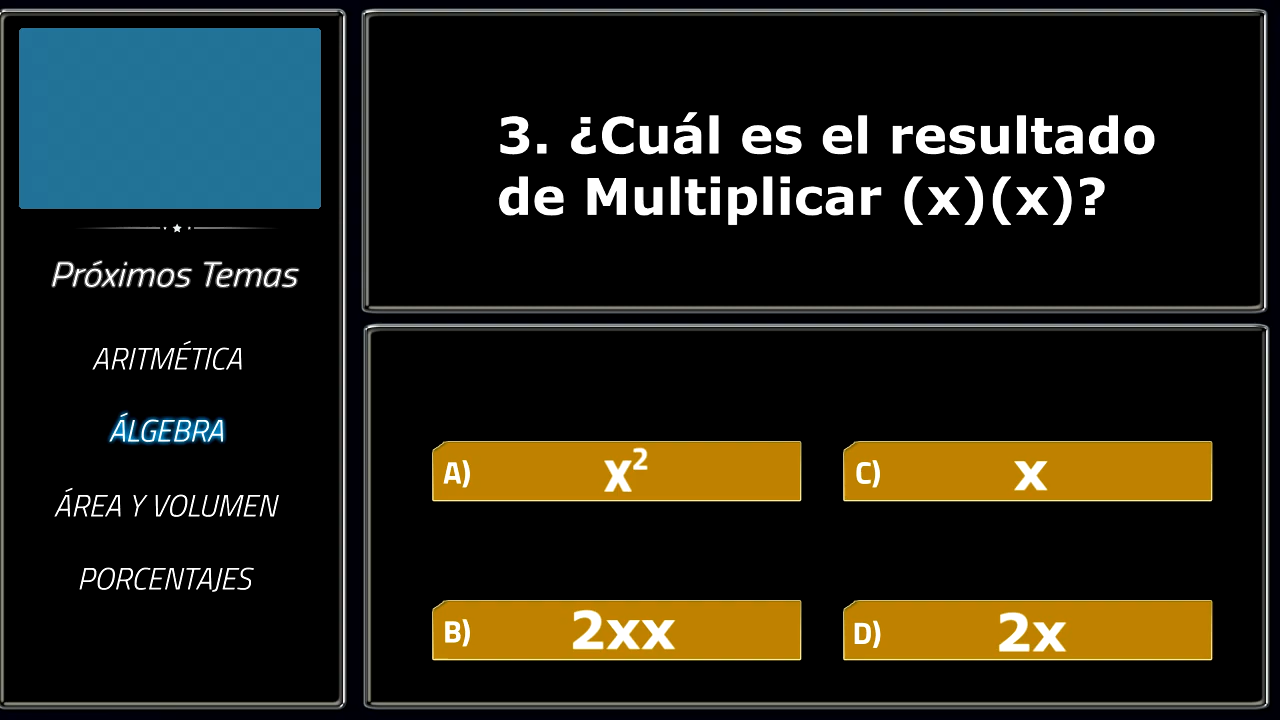 Próximos Temas
ARITMÉTICA
ÁLGEBRA
ÁREA Y VOLUMEN
PORCENTAJES
3. ¿Cuál es el resultado
de Multiplicar (x)(x)?
A) x²
C) x
B) 2xx
D) 2x